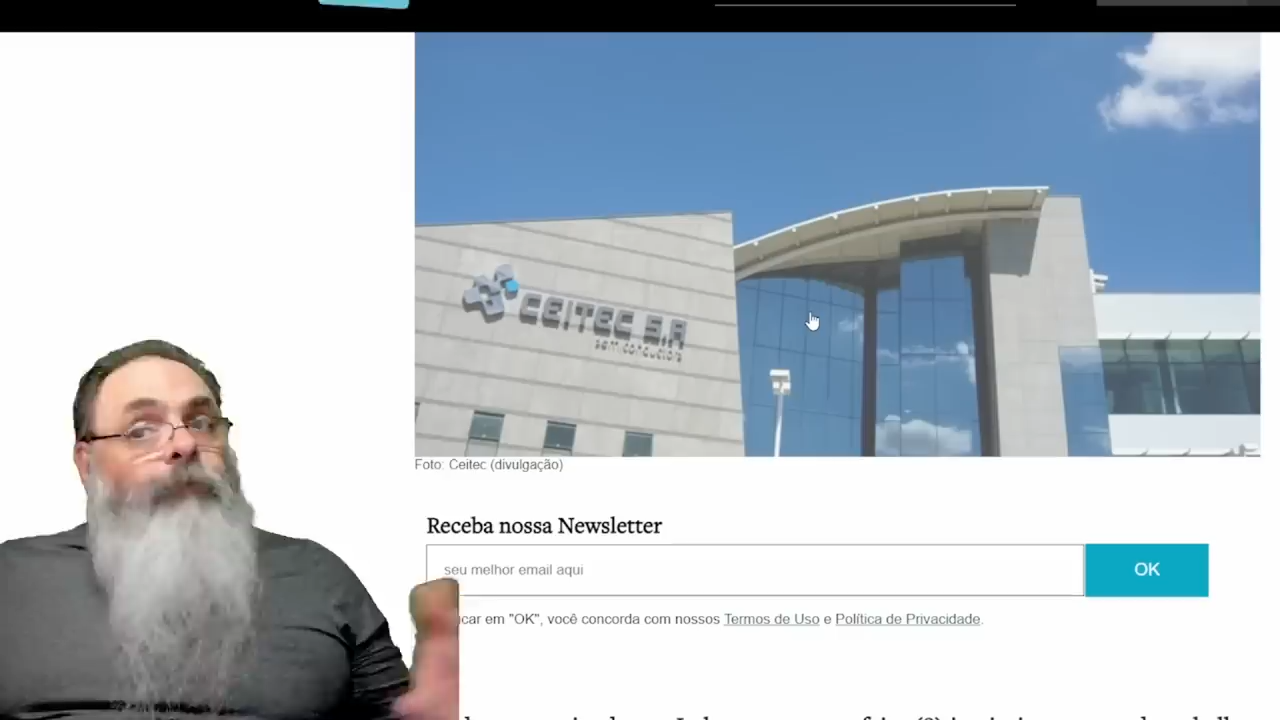 CEITEC S.A
semiconductors
Foto: Ceitec (divulgação)
Receba nossa Newsletter
seu melhor email aqui
OK
car em "OK", você concorda com nossos Termos de Uso e Política de Privacidade.